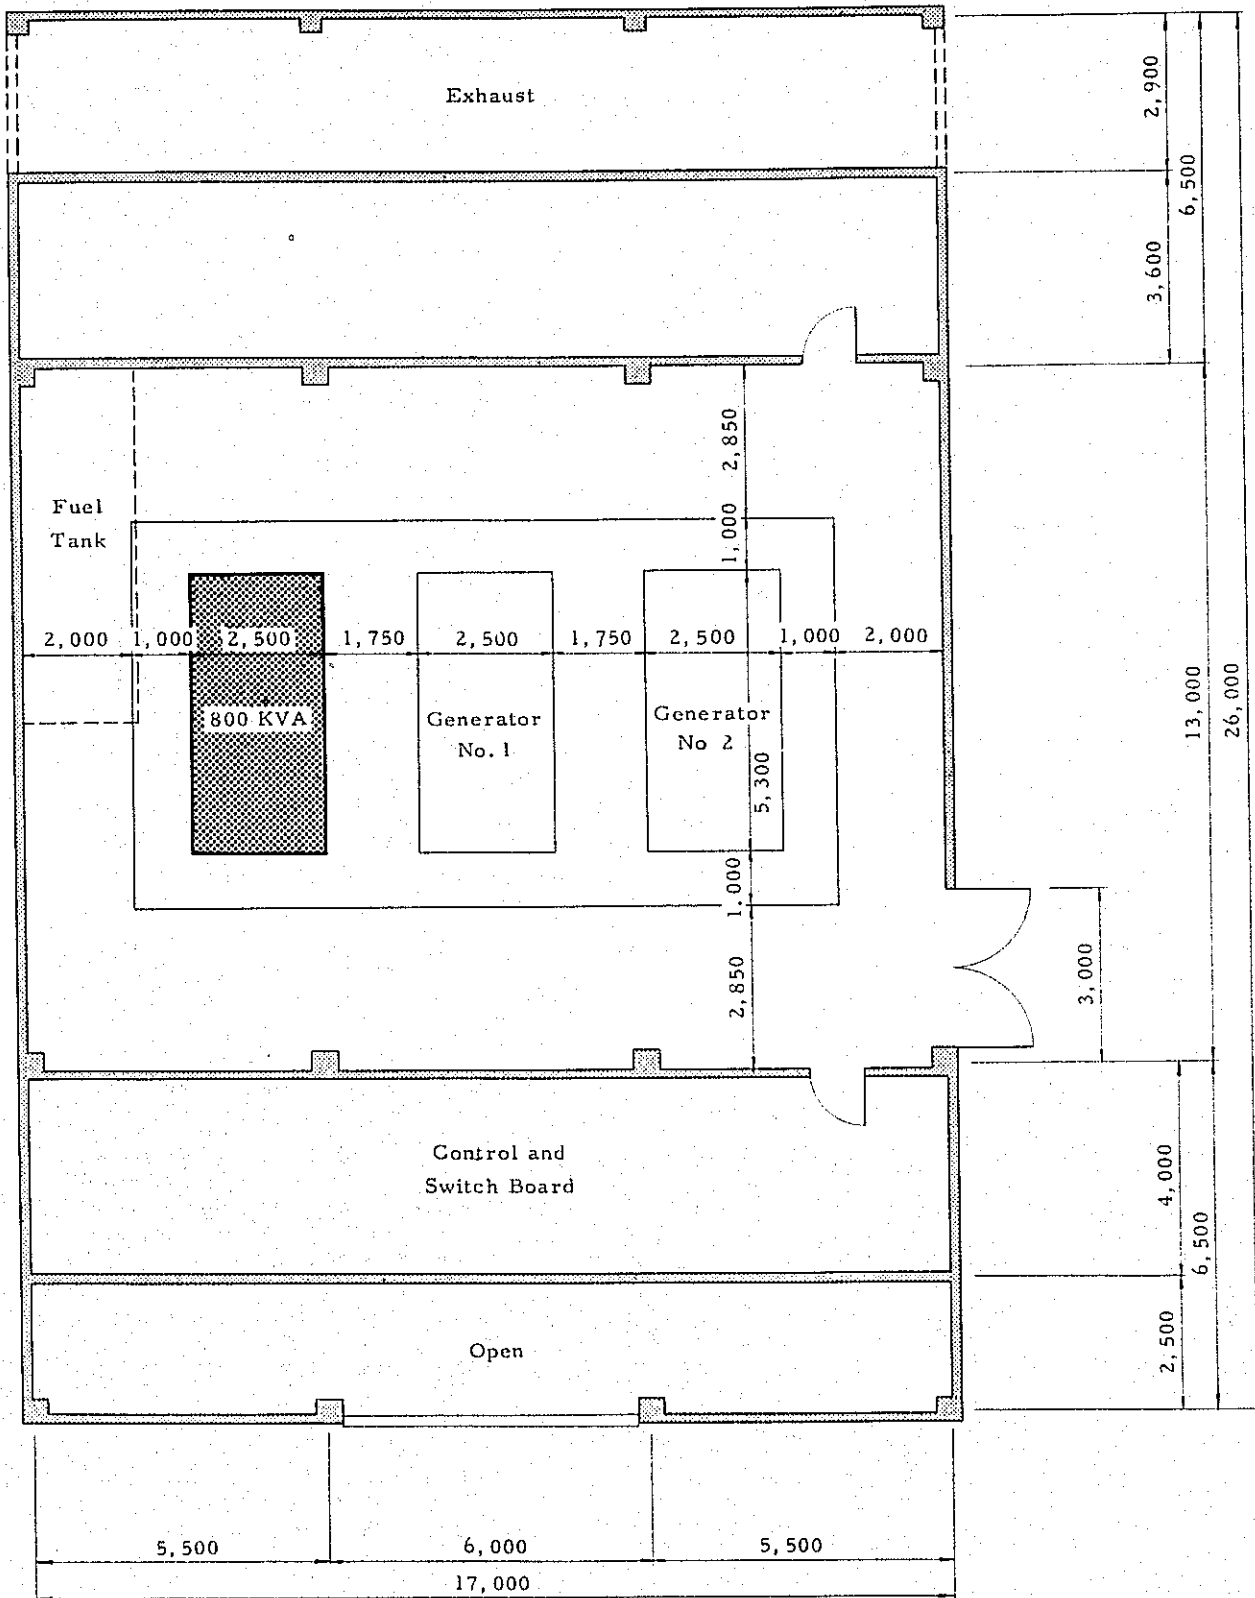 Exhaust
2,900
6,500
3,600
2,850
Fuel
Tank
1,000
2,000
1,000
2,500
1,750
2,500
1,750
2,500
1,000
2,000
800 KVA
Generator
No. 1
Generator
No 2
5,300
13,000
26,000
1,000
2,850
3,000
Control and
Switch Board
4,000
6,500
Open
2,500
5,500
6,000
5,500
17,000